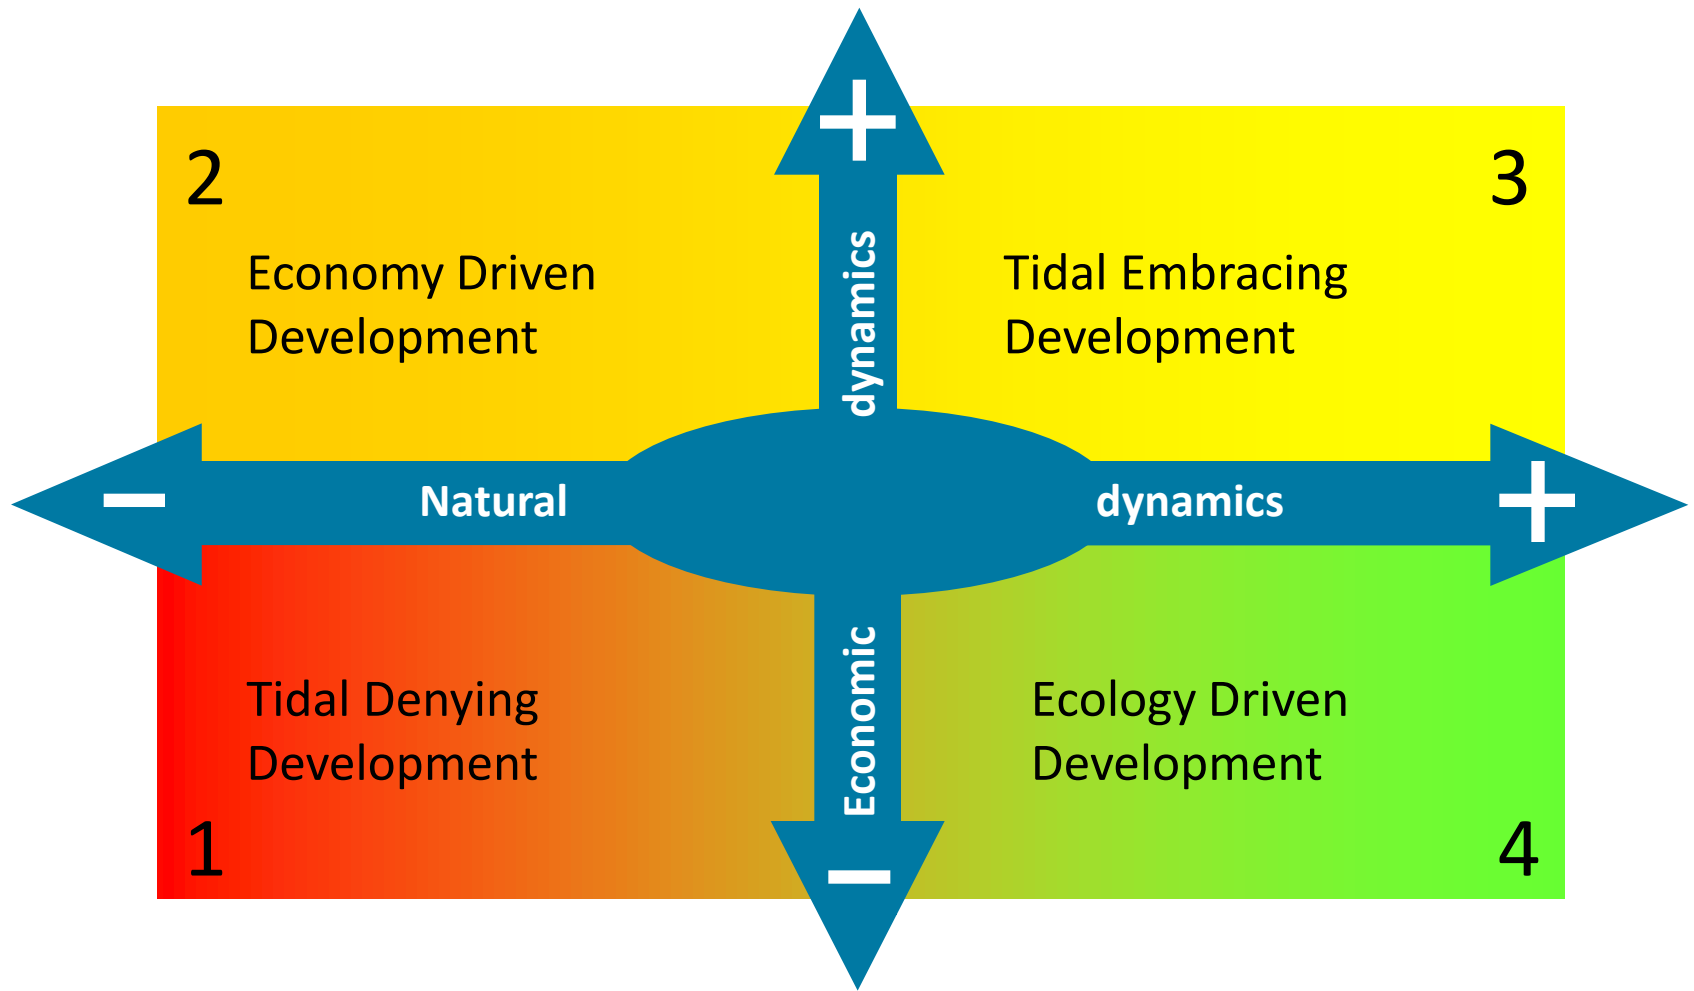 +
2
3
Economy Driven
Development
dynamics
Tidal Embracing
Development
−
Natural
dynamics
+
Tidal Denying
Development
Economic
Ecology Driven
Development
1
−
4